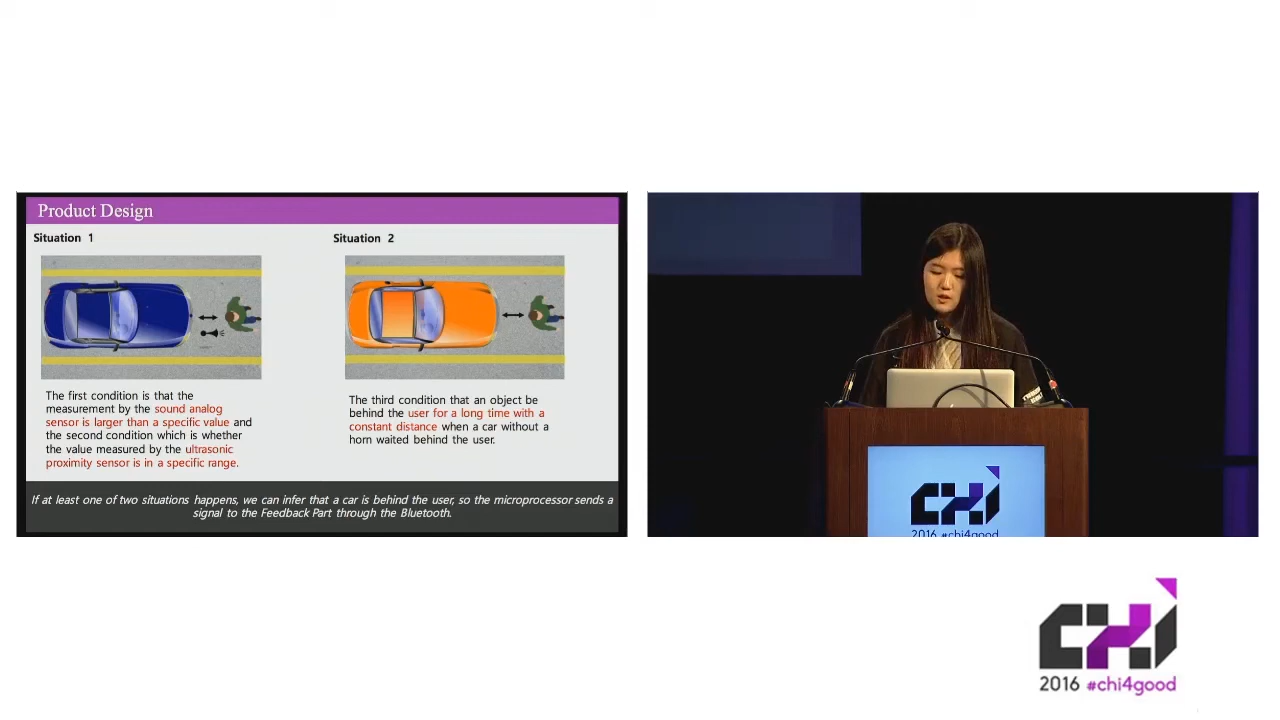 Product Design
Situation 1
The first condition is that the
measurement by the sound analog
sensor is larger than a specific value and
the second condition which is whether
the value measured by the ultrasonic
proximity sensor is in a specific range.
Situation 2
The third condition that an object be
behind the user for a long time with a
constant distance when a car without a
horn waited behind the user.
If at least one of two situations happens, we can infer that a car is behind the user, so the microprocessor sends a
signal to the Feedback Part through the Bluetooth.
CHI
2016 #chi4good
CHI
2016 #chi4good